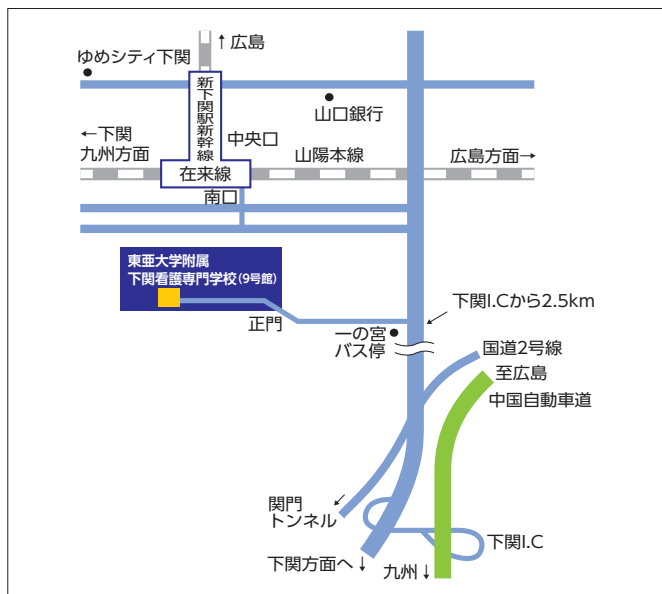 ↑広島
ゆめシティ下関
新下関駅新幹線
山口銀行
中央口
←下関
九州方面
山陽本線
広島方面→
在来線
南口
東亜大学附属
下関看護専門学校(9号館)
正門
下関I.Cから2.5km
一の宮
バス停
国道2号線
至広島
中国自動車道
関門
トンネル
下関I.C
下関方面へ↓
九州↓